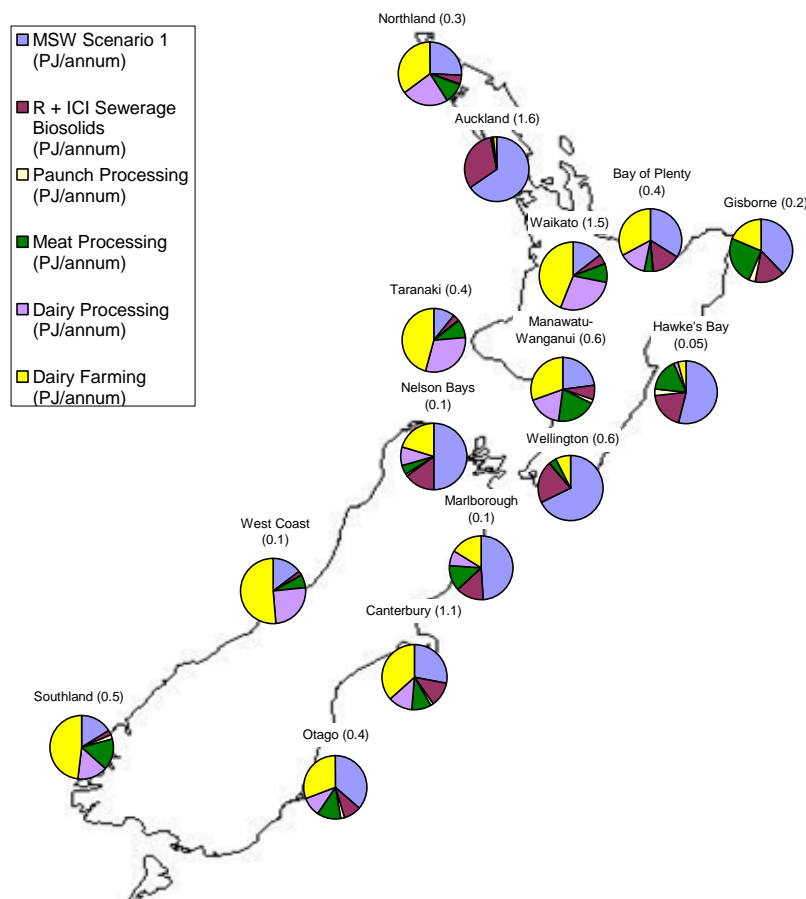 MSW Scenario 1
(PJ/annum)
R + ICI Sewerage
Biosolids
(PJ/annum)
Paunch Processing
(PJ/annum)
Meat Processing
(PJ/annum)
Dairy Processing
(PJ/annum)
Dairy Farming
(PJ/annum)
Northland (0.3)
Auckland (1.6)
Bay of Plenty
(0.4)
Gisborne (0.2)
Waikato (1.5)
Taranaki (0.4)
Manawatu-
Wanganui (0.6)
Hawke's Bay
(0.05)
Nelson Bays
(0.1)
Wellington (0.6)
Marlborough
(0.1)
West Coast
(0.1)
Canterbury (1.1)
Southland (0.5)
Otago (0.4)